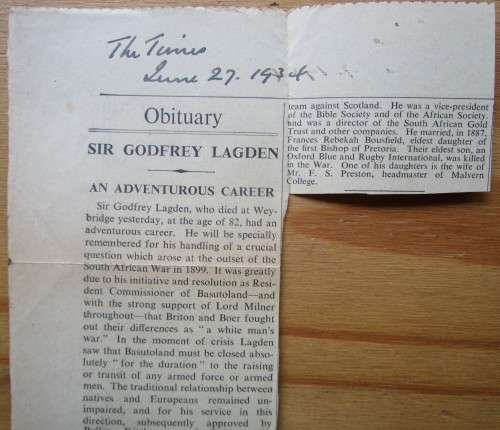 The Times
June 27. 1934
Obituary
SIR GODFREY LAGDEN
AN ADVENTUROUS CAREER
Sir Godfrey Lagden, who died at Wey-
bridge yesterday, at the age of 82, had an
adventurous career. He will be specially
remembered for his handling of a crucial
question which arose at the outset of the
South African War in 1899. It was greatly
due to his initiative and resolution as Resi-
dent Commissioner of Basutoland—and
with the strong support of Lord Milner
throughout—that Briton and Boer fought
out their differences as "a white man's
war." In the moment of crisis Lagden
saw that Basutoland must be closed abso-
lutely "for the duration" to the raising
or transit of any armed force or armed
men. The traditional relationship between
natives and Europeans remained un-
impaired, and for his service in this
direction, subsequently approved by
team against Scotland. He was a vice-president
of the Bible Society and of the African Society,
and was a director of the South African Gold
Trust and other companies. He married, in 1887,
Frances Rebekah Bousfield, eldest daughter of
the first Bishop of Pretoria. Their eldest son, an
Oxford Blue and Rugby International, was killed
in the War. One of his daughters is the wife of
Mr. F. S. Preston, headmaster of Malvern
College.